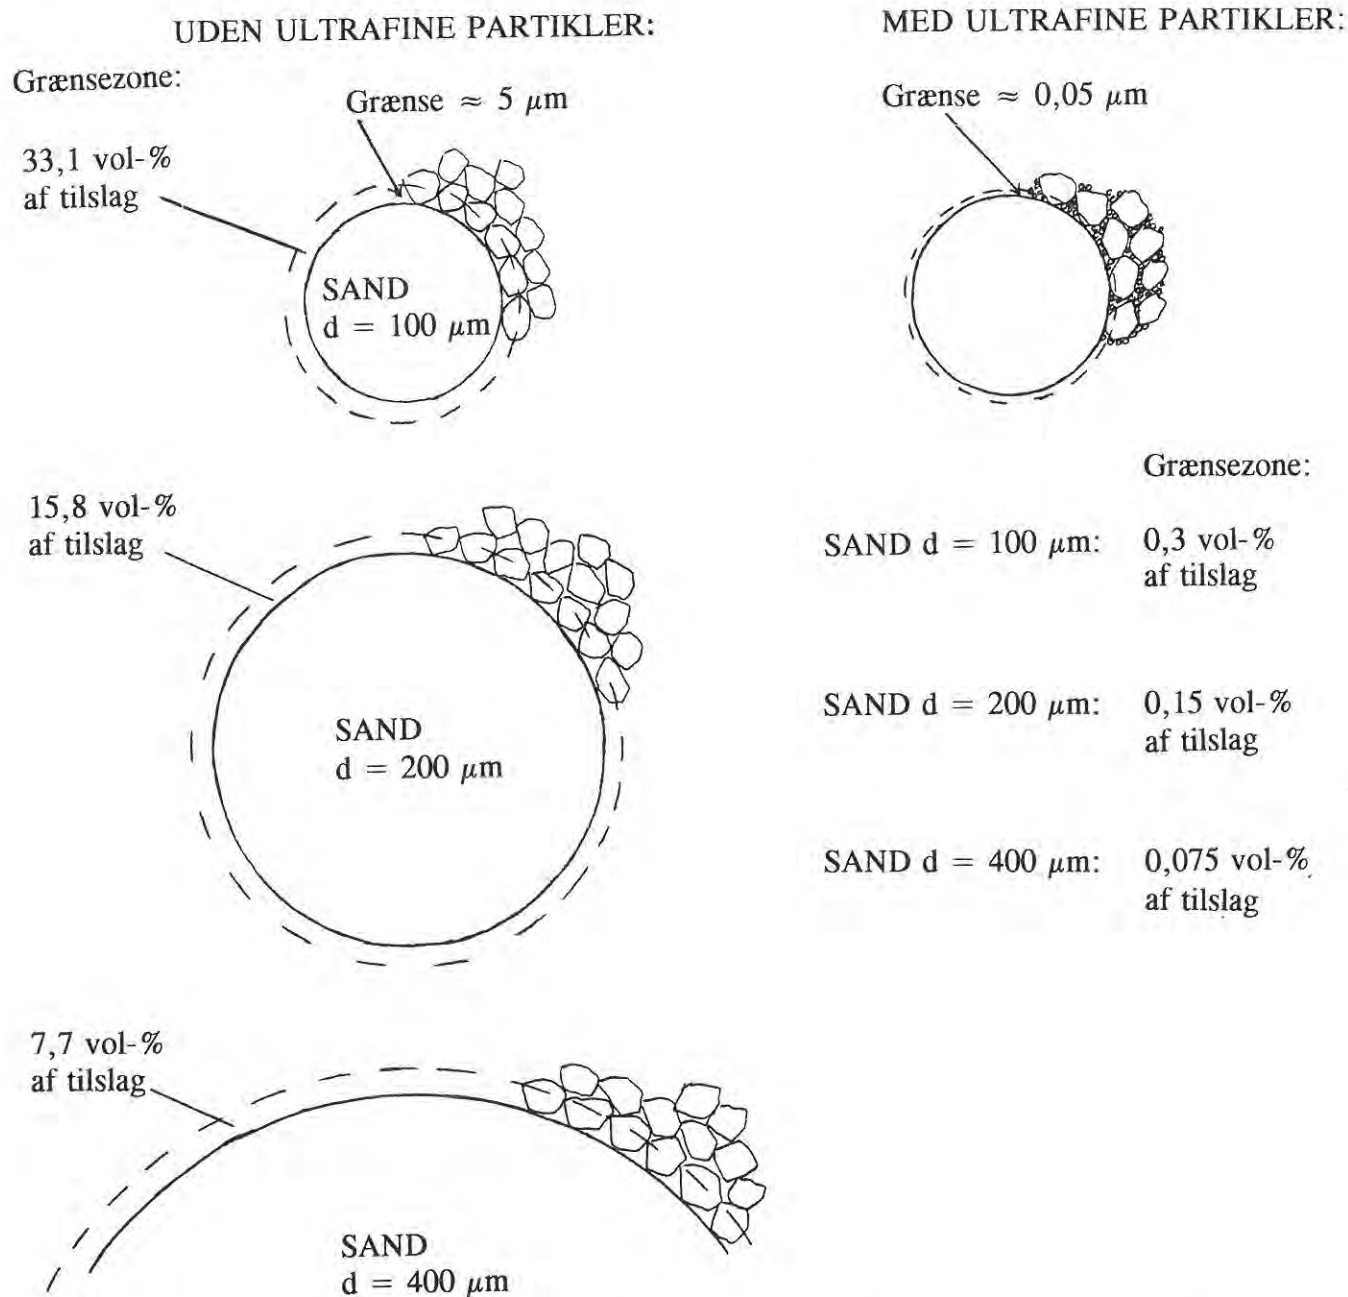 UDEN ULTRAFINE PARTIKLER:
Grænsezone:
Grænse ≈ 5 μm
33,1 vol-%
af tilslag
SAND
d = 100 μm
15,8 vol-%
af tilslag
SAND
d = 200 μm
7,7 vol-%
af tilslag
SAND
d = 400 μm
MED ULTRAFINE PARTIKLER:
Grænse ≈ 0,05 μm
Grænsezone:
SAND d = 100 μm: 0,3 vol-%
af tilslag
SAND d = 200 μm: 0,15 vol-%
af tilslag
SAND d = 400 μm: 0,075 vol-%
af tilslag